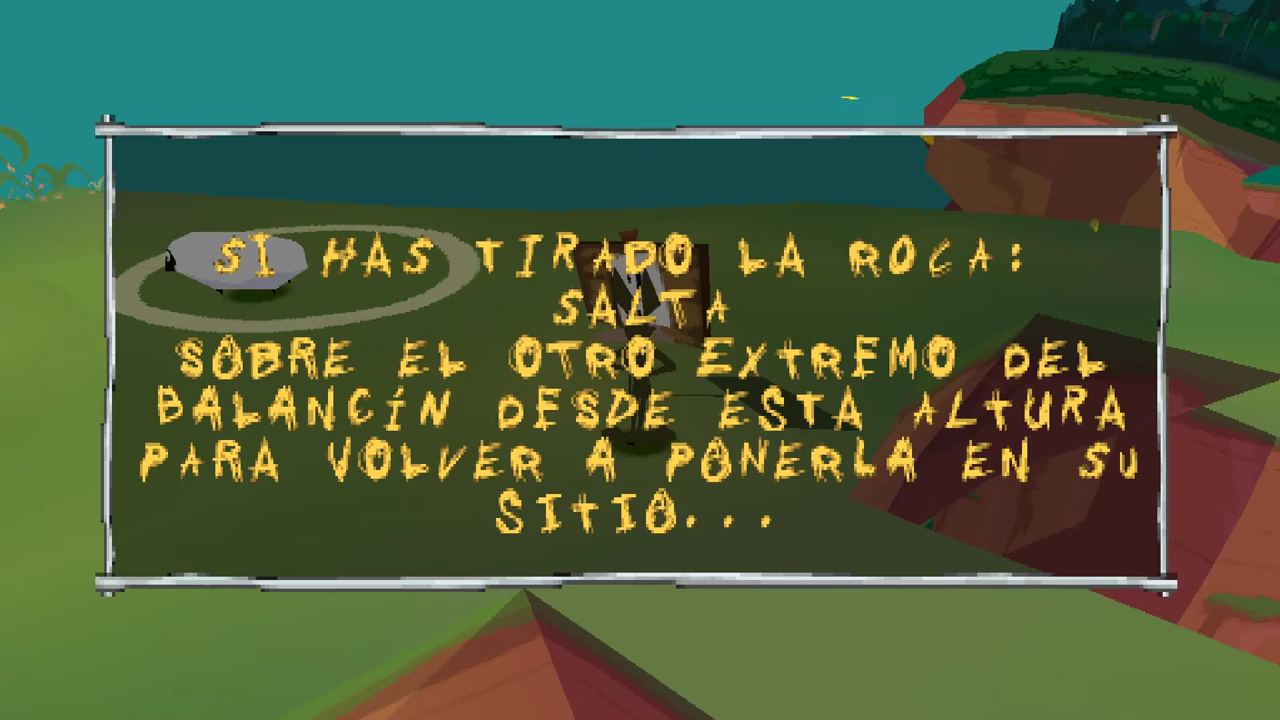 SI HAS TIRADO LA ROCA:
SALTA
SOBRE EL OTRO EXTREMO DEL
BALANCÍN DESDE ESTA ALTURA
PARA VOLVER A PONERLA EN SU
SITIO...